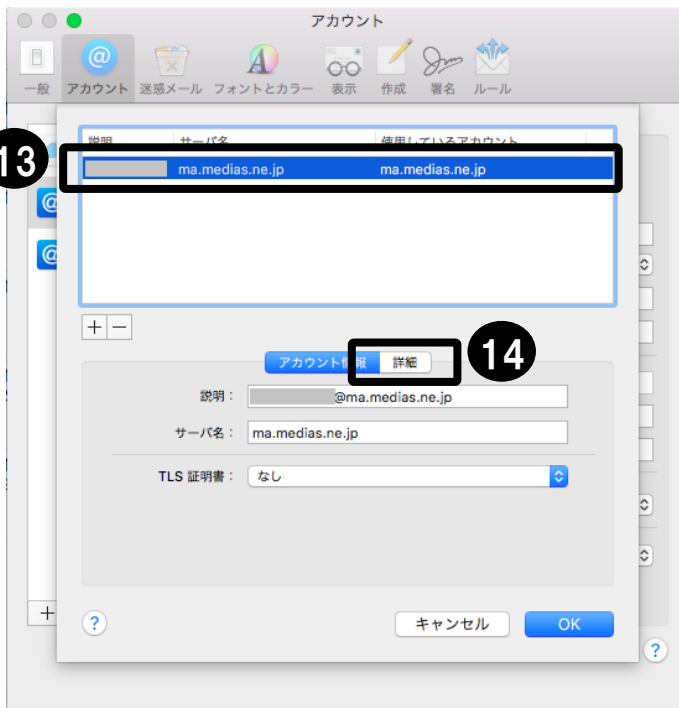 アカウント
一般 アカウント 迷惑メール フォントとカラー 表示 作成 署名 ルール
説明 サーバ名 使用しているアカウント
13
ma.medias.ne.jp ma.medias.ne.jp
+ −
アカウント情報 詳細
14
説明： @ma.medias.ne.jp
サーバ名： ma.medias.ne.jp
TLS 証明書： なし
+
? キャンセル OK
?